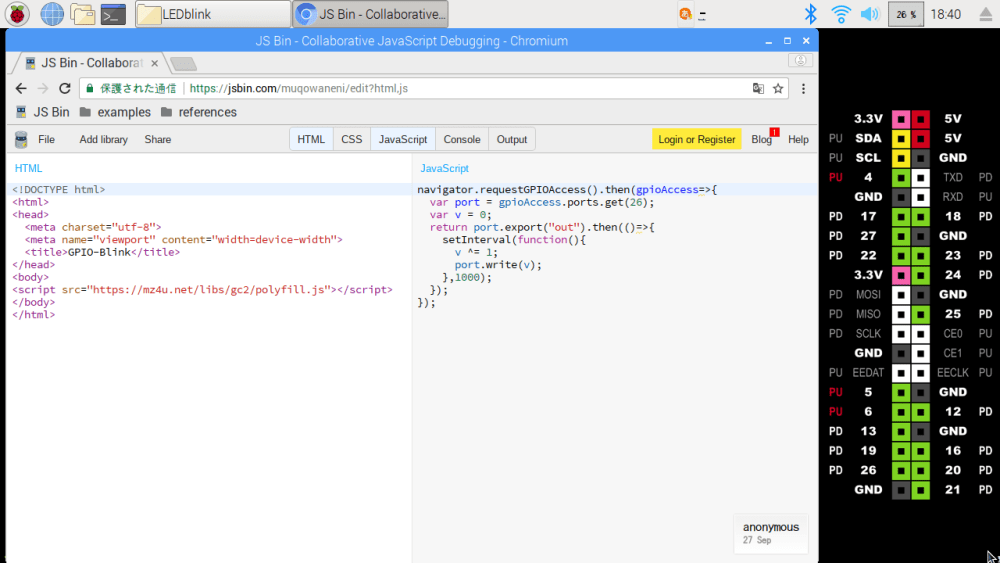 LEDblink
JS Bin - Collaborative...
あ
26 %
18:40
JS Bin - Collaborative JavaScript Debugging - Chromium
JS Bin - Collaborat
保護された通信
https://jsbin.com/muqowaneni/edit?html,js
JS Bin
examples
references
File
Add library
Share
HTML
CSS
JavaScript
Console
Output
Login or Register
Blog
!
Help
HTML
<!DOCTYPE html>
<html>
<head>
<meta charset="utf-8">
<meta name="viewport" content="width=device-width">
<title>GPIO-Blink</title>
</head>
<body>
<script src="https://mz4u.net/libs/gc2/polyfill.js"></script>
</body>
</html>
JavaScript
navigator.requestGPIOAccess().then(gpioAccess=>{
var port = gpioAccess.ports.get(26);
var v = 0;
return port.export("out").then(()=>{
setInterval(function(){
v ^= 1;
port.write(v);
},1000);
});
});
anonymous
27 Sep
3.3V 5V
PU SDA 5V
PU SCL GND
PU 4 TXD PD
GND RXD PU
PD 17 18 PD
PD 27 GND
PD 22 23 PD
3.3V 24 PD
PD MOSI GND
PD MISO 25 PD
PD SCLK CE0 PU
GND CE1 PU
PU EEDAT EECLK PU
PU 5 GND
PU 6 12 PD
PD 13 GND
PD 19 16 PD
PD 26 20 PD
GND 21 PD